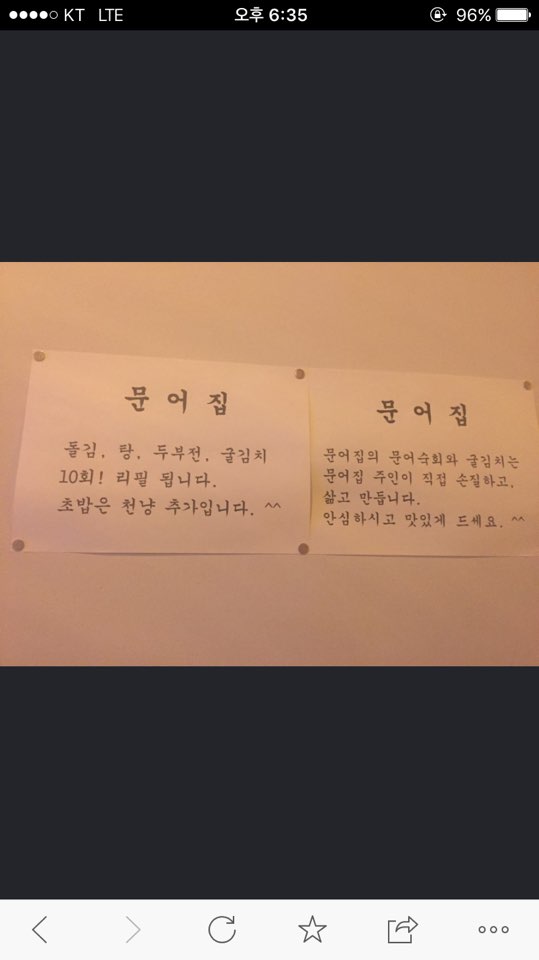 KT LTE 오후 6:35 96%
문어집
돌김, 탕, 두부전, 굴김치
10회! 리필 됩니다.
초밥은 천냥 추가입니다. ^^
문어집
문어집의 문어숙회와 굴김치는
문어집 주인이 직접 손질하고,
삶고 만듭니다.
안심하시고 맛있게 드세요. ^^